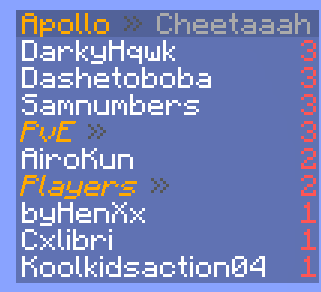 Apollo » Cheetaaah
DarkyHqwk 3
Dashetoboba 3
Samnumbers 3
PvE » 3
AiroKun 2
Players » 2
byHenXx 1
Cxlibri 1
Koolkidsaction04 1